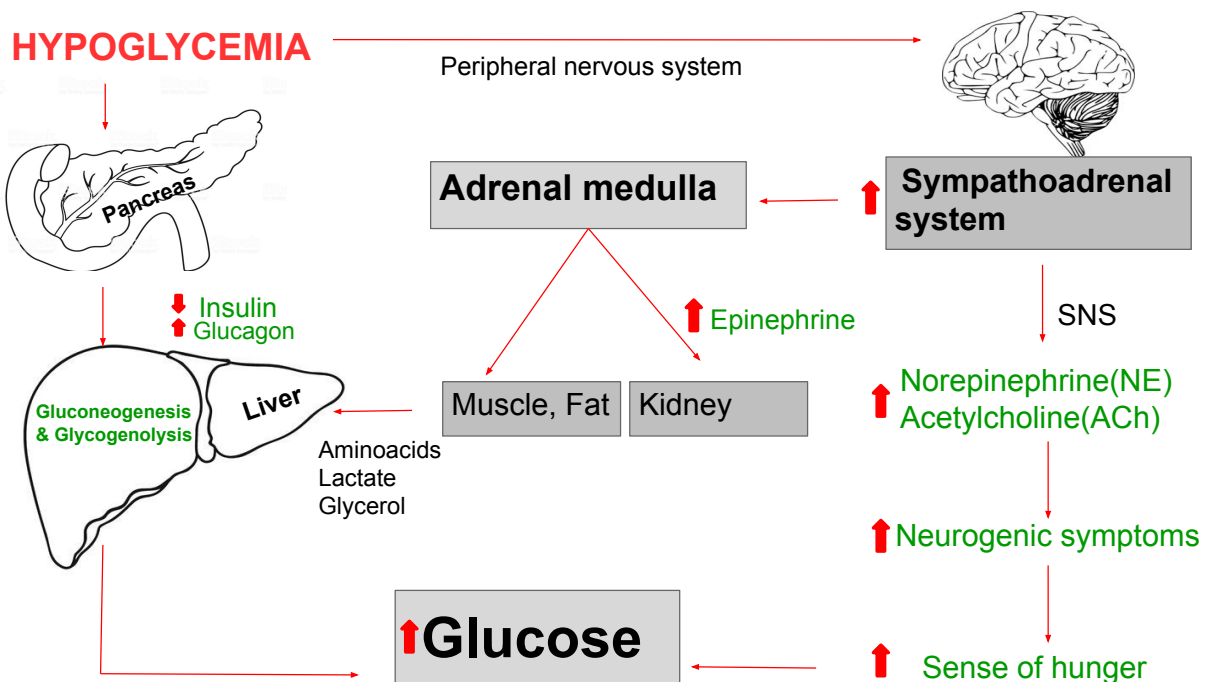 HYPOGLYCEMIA
Peripheral nervous system
Pancreas
Adrenal medulla
Sympathoadrenal
system
Insulin
Glucagon
Epinephrine
SNS
Gluconeogenesis
& Glycogenolysis
Liver
Muscle, Fat
Kidney
Norepinephrine(NE)
Acetylcholine(ACh)
Aminoacids
Lactate
Glycerol
Neurogenic symptoms
Glucose
Sense of hunger